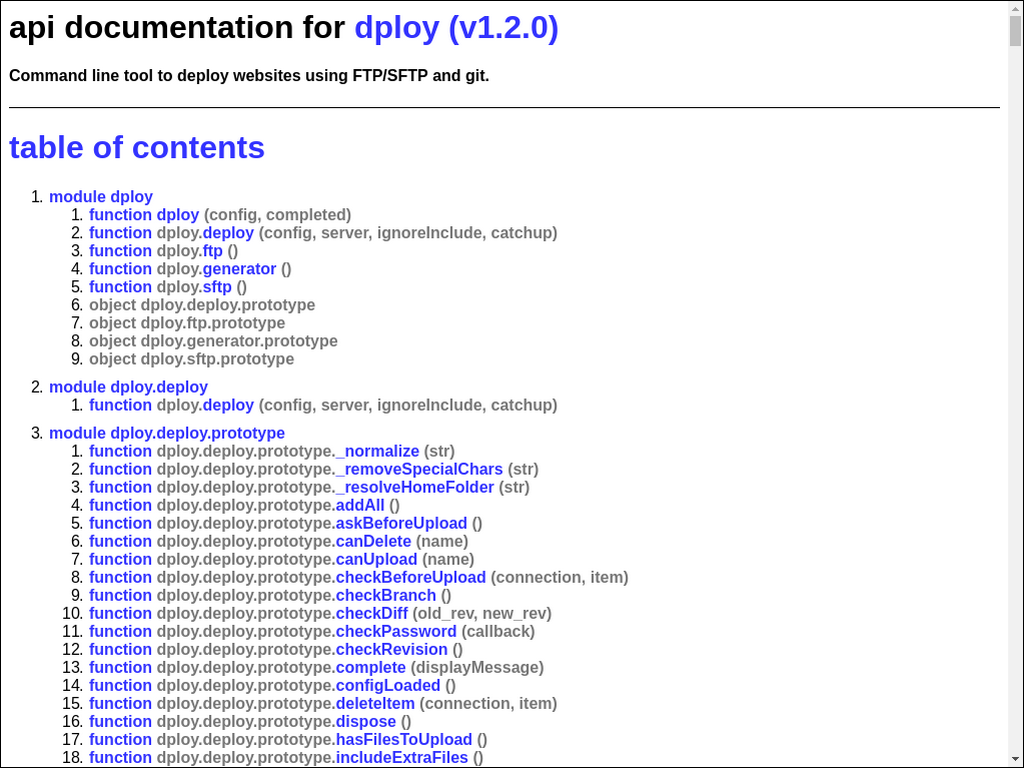 api documentation for dploy (v1.2.0)
Command line tool to deploy websites using FTP/SFTP and git.
table of contents
1. module dploy
1. function dploy (config, completed)
2. function dploy.deploy (config, server, ignoreInclude, catchup)
3. function dploy.ftp ()
4. function dploy.generator ()
5. function dploy.sftp ()
6. object dploy.deploy.prototype
7. object dploy.ftp.prototype
8. object dploy.generator.prototype
9. object dploy.sftp.prototype
2. module dploy.deploy
1. function dploy.deploy (config, server, ignoreInclude, catchup)
3. module dploy.deploy.prototype
1. function dploy.deploy.prototype._normalize (str)
2. function dploy.deploy.prototype._removeSpecialChars (str)
3. function dploy.deploy.prototype._resolveHomeFolder (str)
4. function dploy.deploy.prototype.addAll ()
5. function dploy.deploy.prototype.askBeforeUpload ()
6. function dploy.deploy.prototype.canDelete (name)
7. function dploy.deploy.prototype.canUpload (name)
8. function dploy.deploy.prototype.checkBeforeUpload (connection, item)
9. function dploy.deploy.prototype.checkBranch ()
10. function dploy.deploy.prototype.checkDiff (old_rev, new_rev)
11. function dploy.deploy.prototype.checkPassword (callback)
12. function dploy.deploy.prototype.checkRevision ()
13. function dploy.deploy.prototype.complete (displayMessage)
14. function dploy.deploy.prototype.configLoaded ()
15. function dploy.deploy.prototype.deleteItem (connection, item)
16. function dploy.deploy.prototype.dispose ()
17. function dploy.deploy.prototype.hasFilesToUpload ()
18. function dploy.deploy.prototype.includeExtraFiles ()